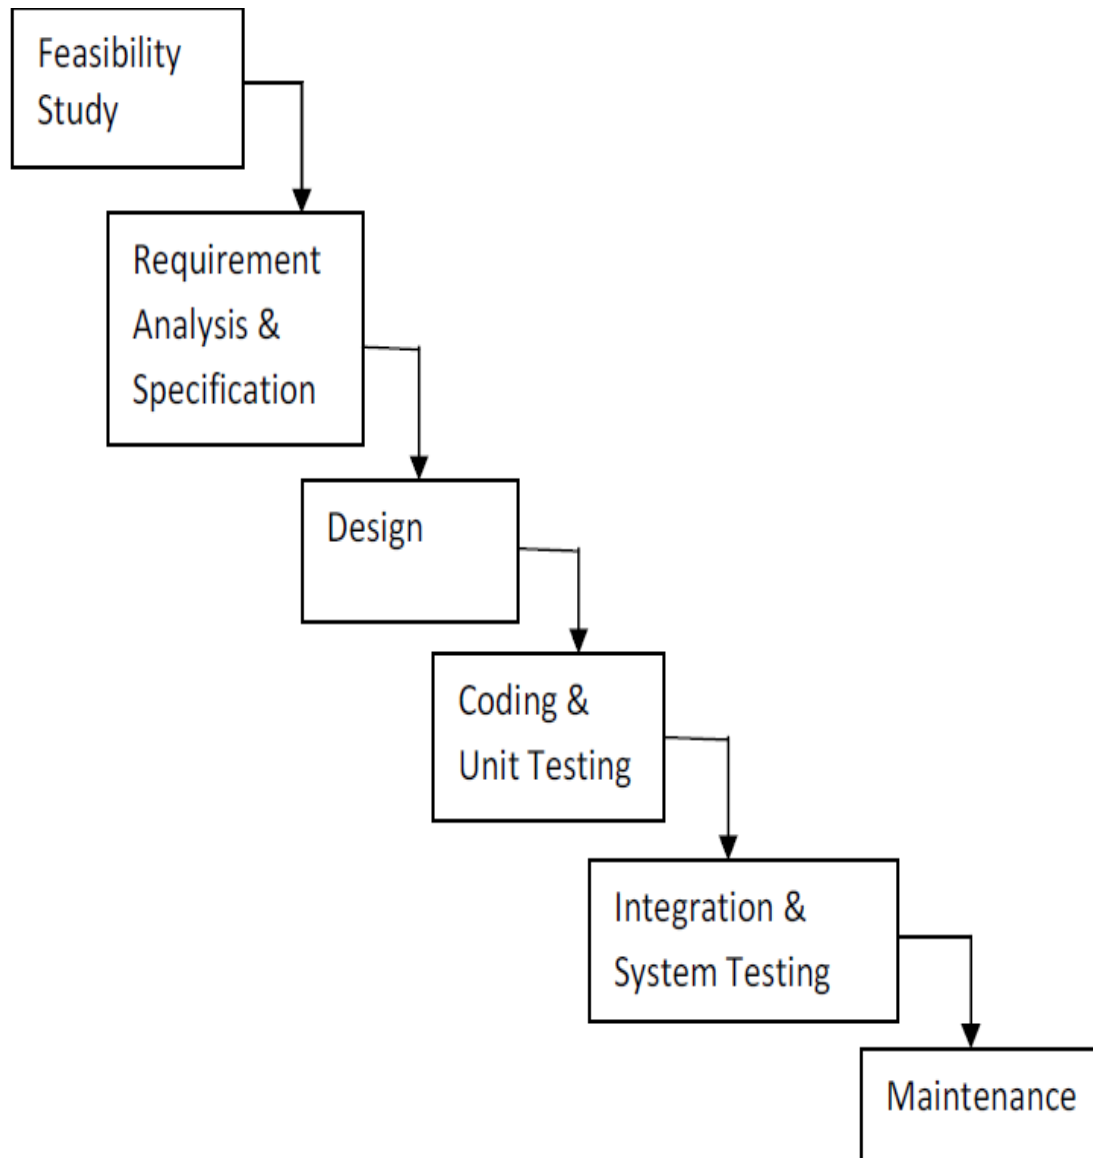 Feasibility
Study
Requirement
Analysis &
Specification
Design
Coding &
Unit Testing
Integration &
System Testing
Maintenance